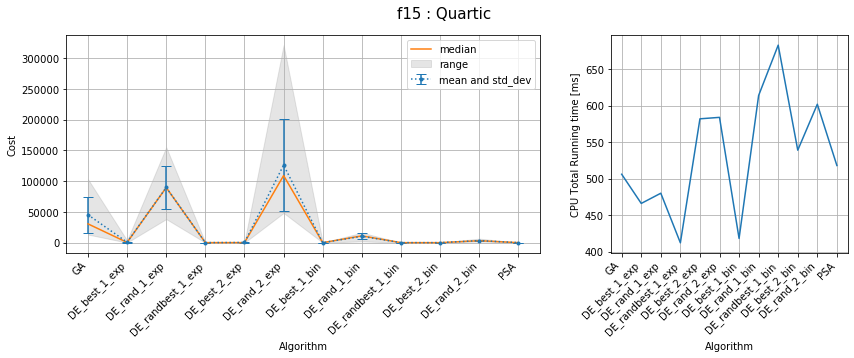 f15 : Quartic
Cost
300000
250000
200000
150000
100000
50000
0
median
range
mean and std_dev
GA
DE_best_1_exp
DE_rand_1_exp
DE_randbest_1_exp
DE_best_2_exp
DE_rand_2_exp
DE_best_1_bin
DE_rand_1_bin
DE_randbest_1_bin
DE_best_2_bin
DE_rand_2_bin
PSA
Algorithm
CPU Total Running time [ms]
650
600
550
500
450
400
GA
DE_best_1_exp
DE_rand_1_exp
DE_randbest_1_exp
DE_best_2_exp
DE_rand_2_exp
DE_best_1_bin
DE_rand_1_bin
DE_randbest_1_bin
DE_best_2_bin
DE_rand_2_bin
PSA
Algorithm